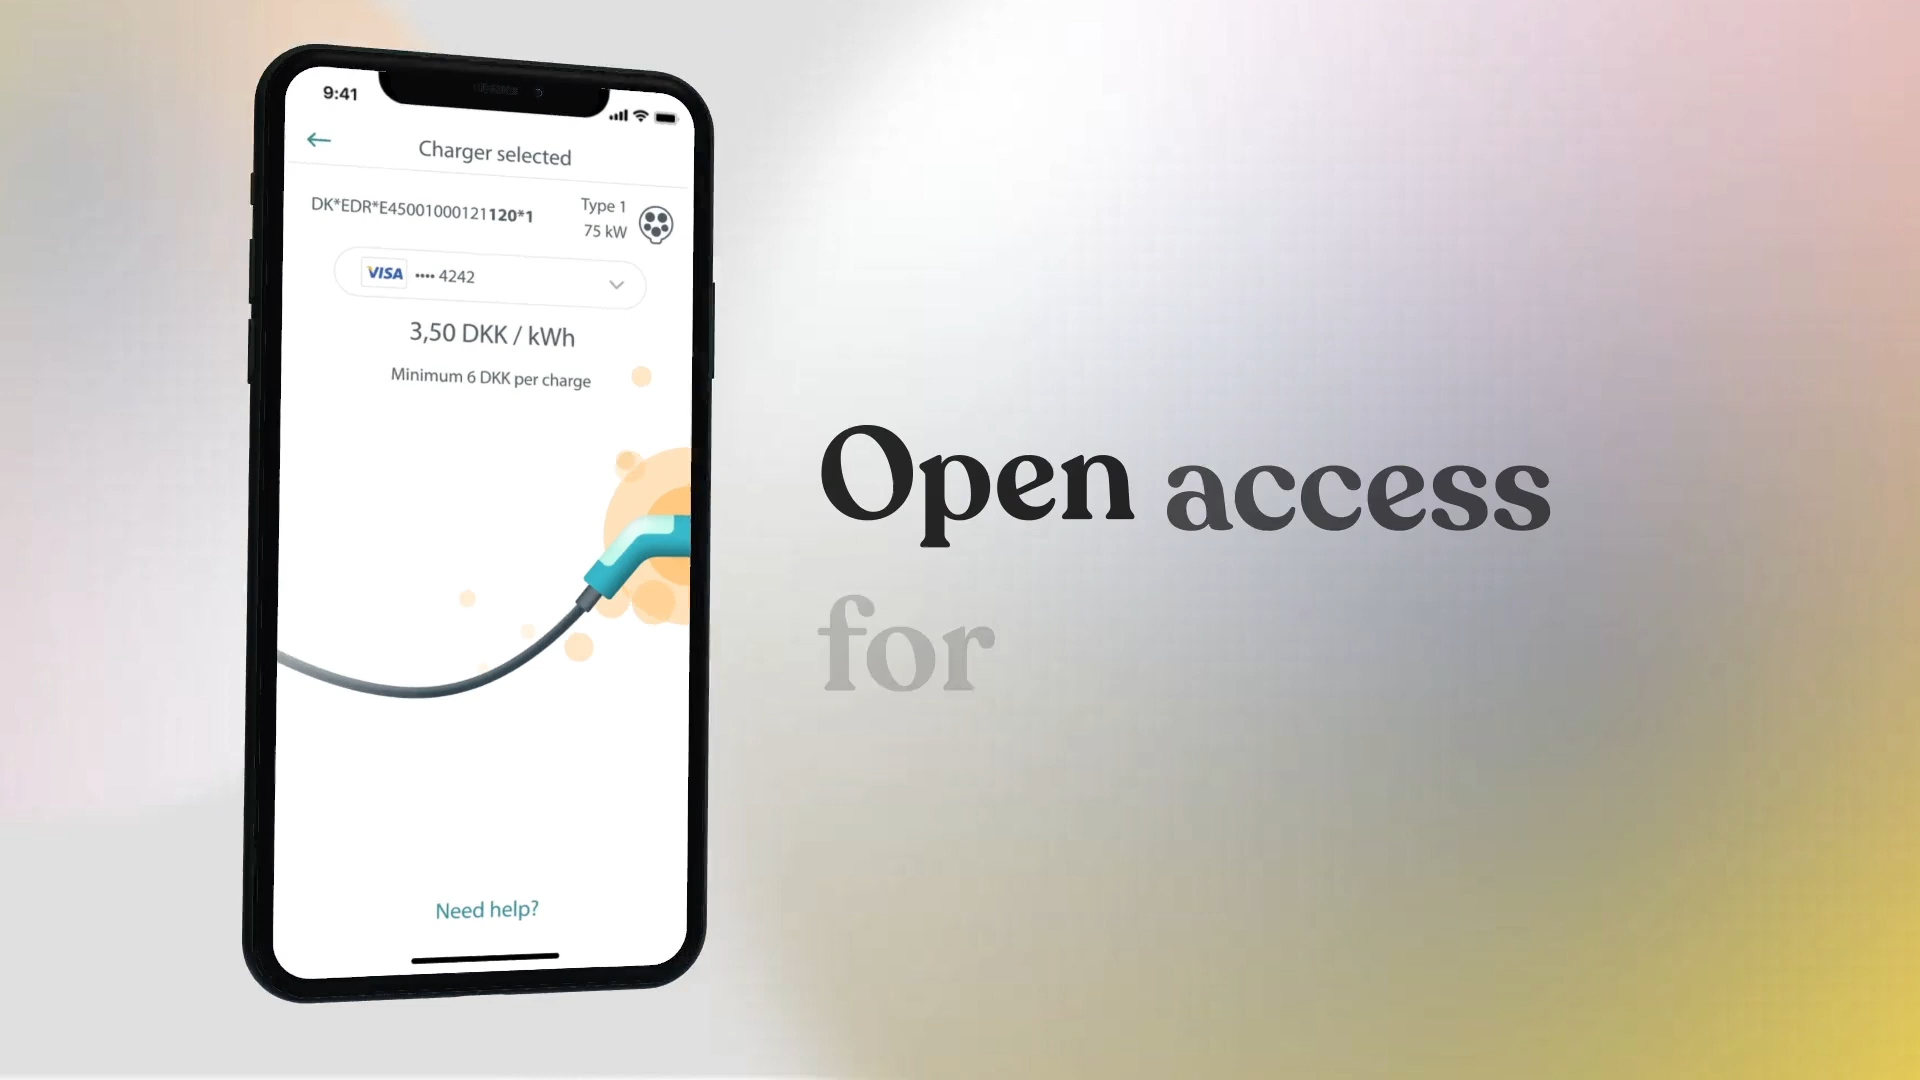 9:41
Charger selected
DK*EDR*E45001000121120*1
Type 1
75 kW
VISA •••• 4242
3,50 DKK / kWh
Minimum 6 DKK per charge
Need help?
Open access
for